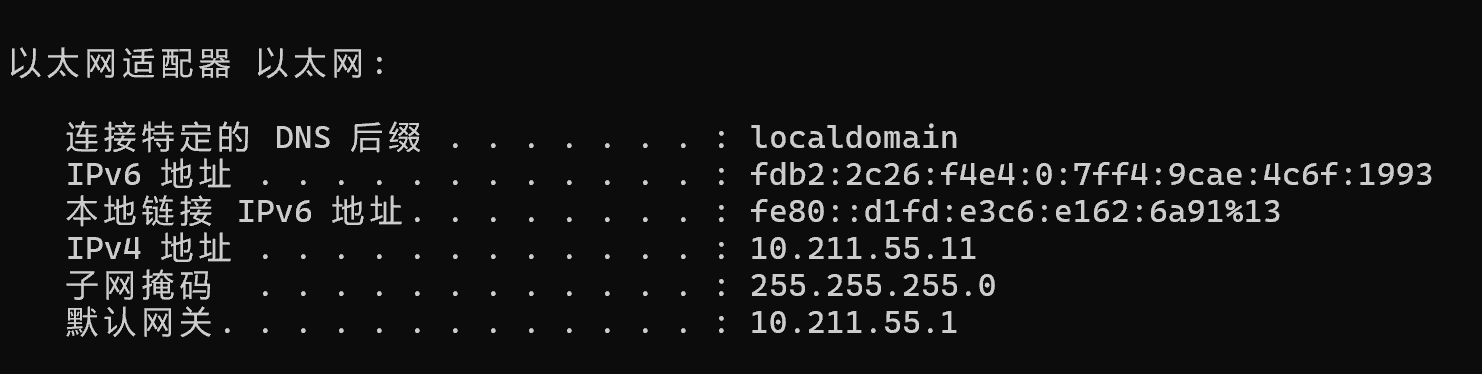 以太网适配器 以太网:
连接特定的 DNS 后缀 . . . . . . . : localdomain
IPv6 地址 . . . . . . . . . . . . : fdb2:2c26:f4e4:0:7ff4:9cae:4c6f:1993
本地链接 IPv6 地址. . . . . . . . : fe80::d1fd:e3c6:e162:6a91%13
IPv4 地址 . . . . . . . . . . . . : 10.211.55.11
子网掩码  . . . . . . . . . . . . : 255.255.255.0
默认网关. . . . . . . . . . . . . : 10.211.55.1